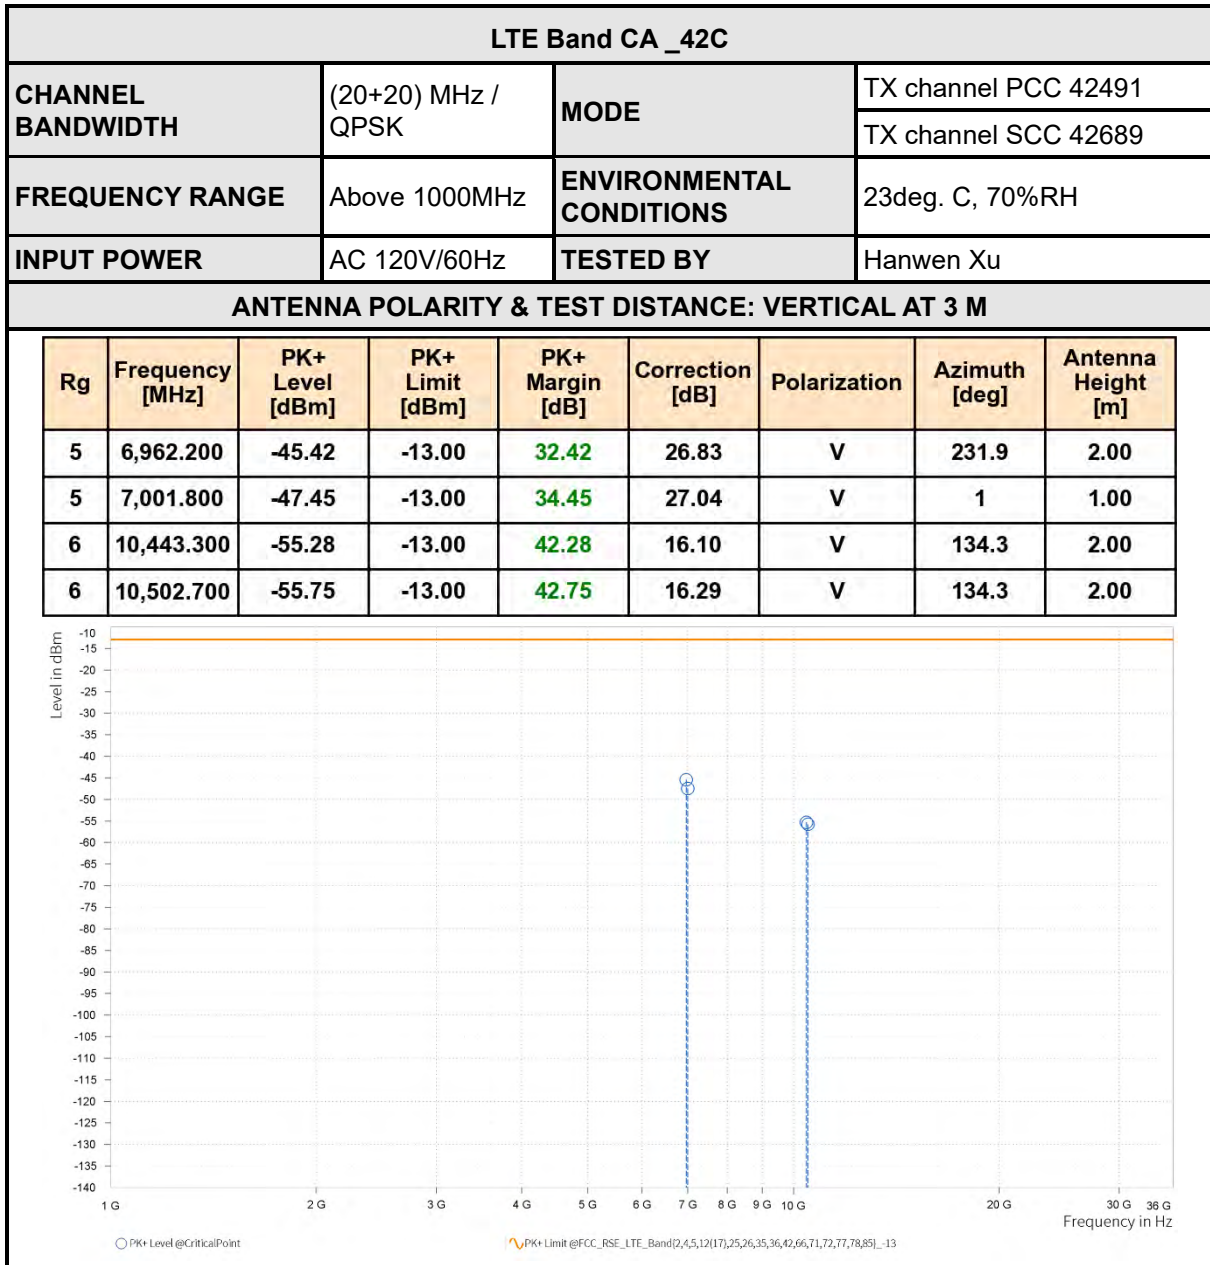 LTE Band CA _42C
CHANNEL BANDWIDTH (20+20) MHz / QPSK MODE TX channel PCC 42491
TX channel SCC 42689
FREQUENCY RANGE Above 1000MHz ENVIRONMENTAL CONDITIONS 23deg. C, 70%RH
INPUT POWER AC 120V/60Hz TESTED BY Hanwen Xu
ANTENNA POLARITY & TEST DISTANCE: VERTICAL AT 3 M
Rg Frequency [MHz] PK+ Level [dBm] PK+ Limit [dBm] PK+ Margin [dB] Correction [dB] Polarization Azimuth [deg] Antenna Height [m]
5 6,962.200 -45.42 -13.00 32.42 26.83 V 231.9 2.00
5 7,001.800 -47.45 -13.00 34.45 27.04 V 1 1.00
6 10,443.300 -55.28 -13.00 42.28 16.10 V 134.3 2.00
6 10,502.700 -55.75 -13.00 42.75 16.29 V 134.3 2.00
Level in dBm
-10
-15
-20
-25
-30
-35
-40
-45
-50
-55
-60
-65
-70
-75
-80
-85
-90
-95
-100
-105
-110
-115
-120
-125
-130
-135
-140
1 G 2 G 3 G 4 G 5 G 6 G 7 G 8 G 9 G 10 G 20 G 30 G 36 G
Frequency in Hz
PK+ Level @CriticalPoint PK+ Limit @FCC_RSE_LTE_Band{2,4,5,12(17),25,26,35,36,42,66,71,72,77,78,85}_-13